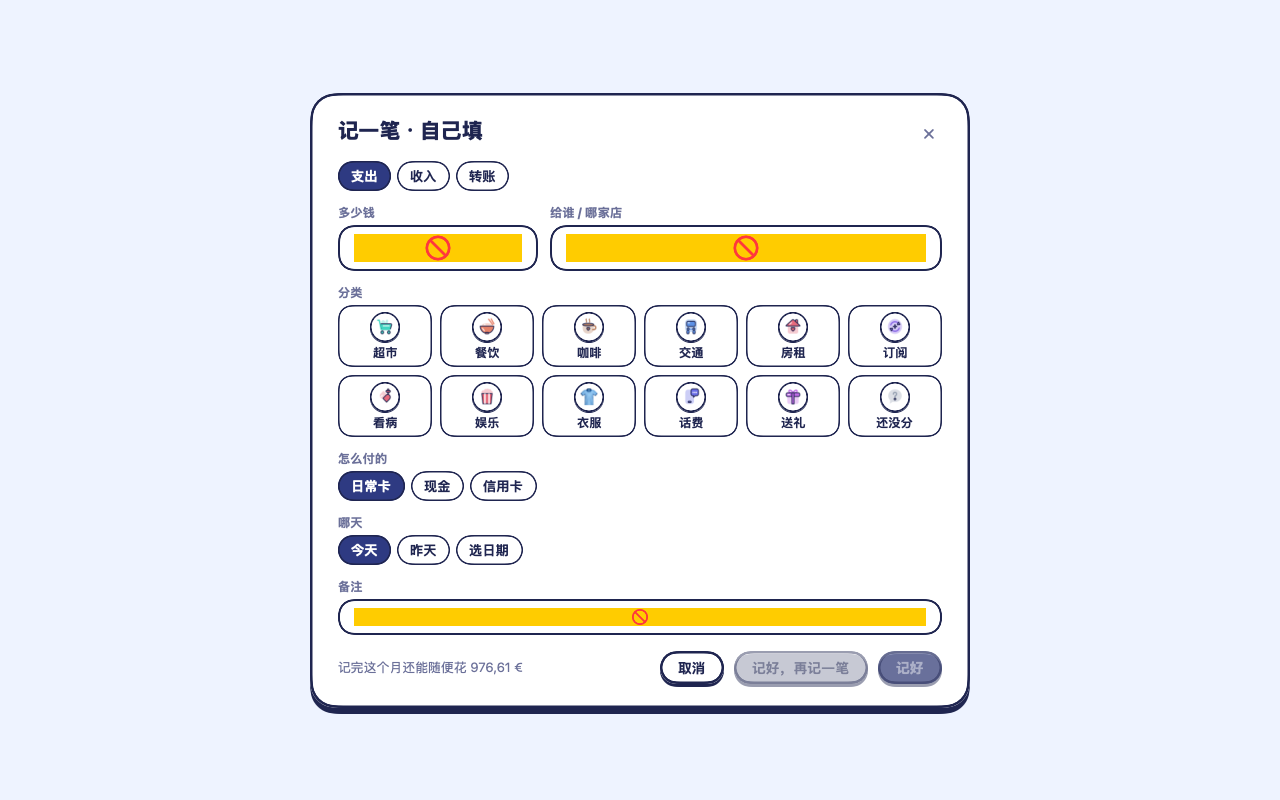 记一笔 · 自己填
×
支出 收入 转账
多少钱 给谁 / 哪家店
分类
超市 餐饮 咖啡 交通 房租 订阅
看病 娱乐 衣服 话费 送礼 还没分
怎么付的
日常卡 现金 信用卡
哪天
今天 昨天 选日期
备注
记完这个月还能随便花 976,61 € 取消 记好，再记一笔 记好